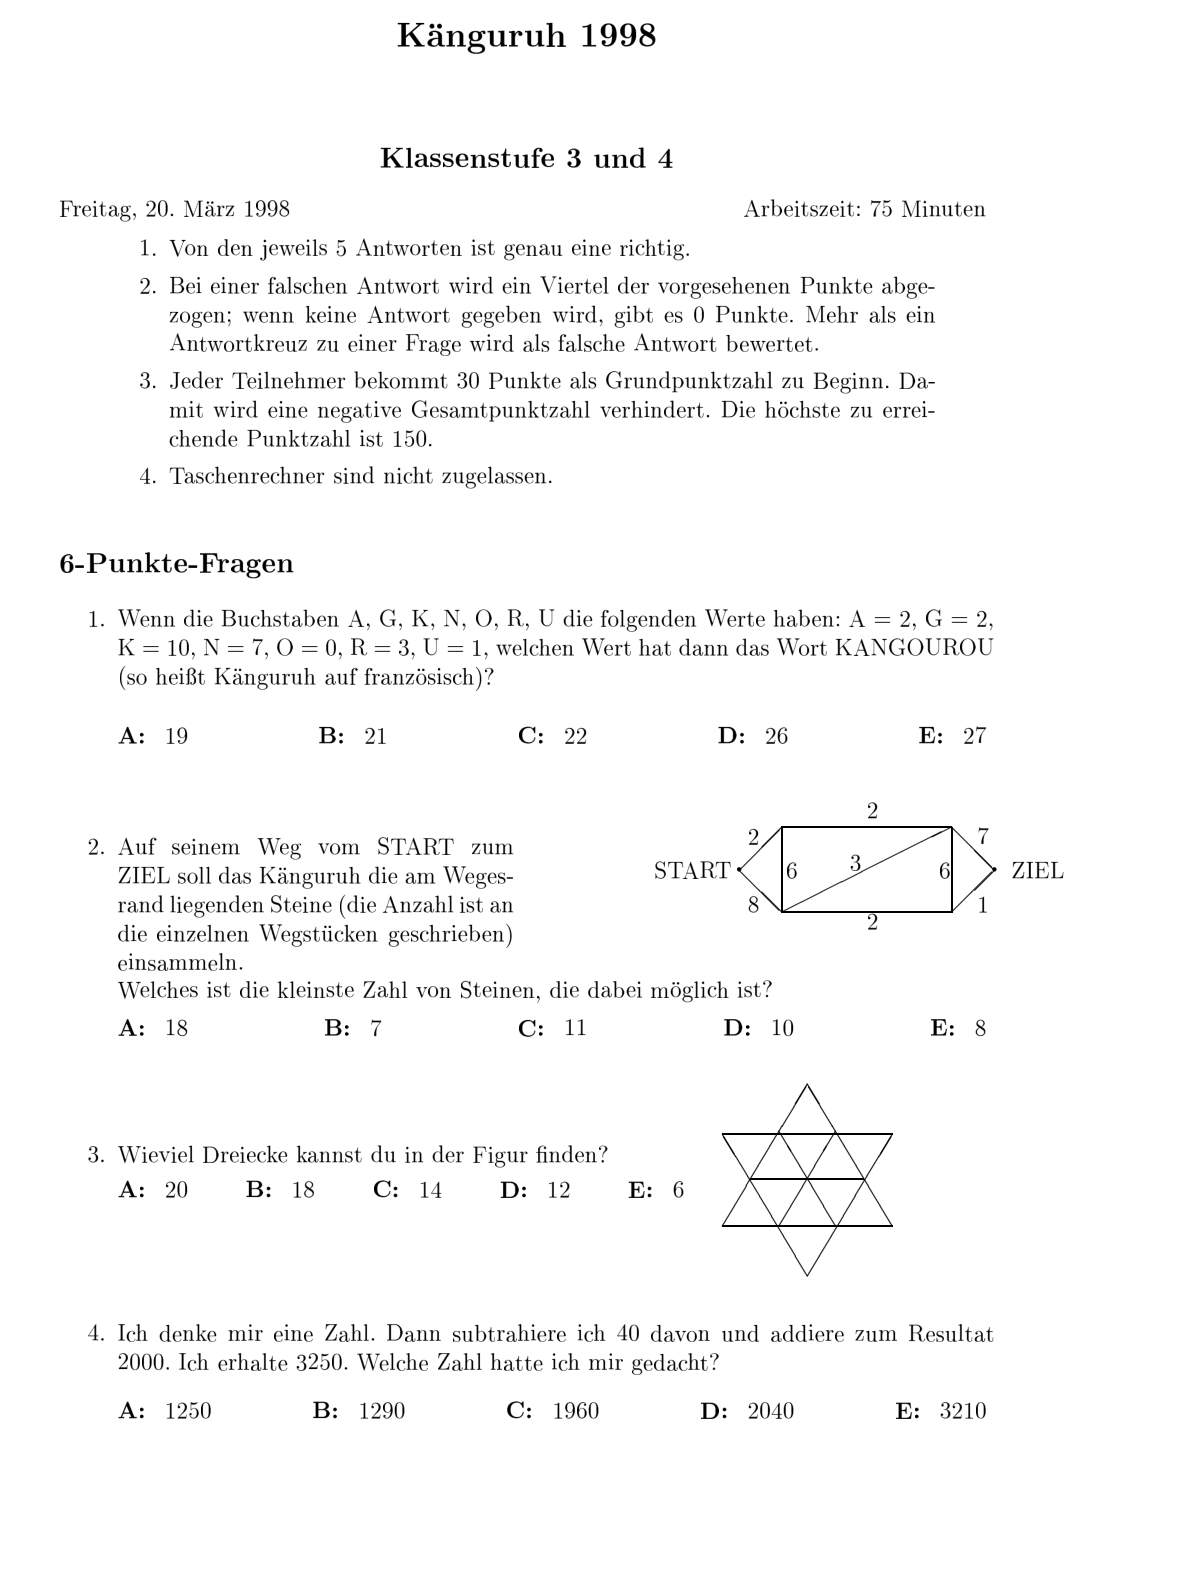 Känguruh 1998
Klassenstufe 3 und 4
Freitag, 20. März 1998 Arbeitszeit: 75 Minuten
1. Von den jeweils 5 Antworten ist genau eine richtig.
2. Bei einer falschen Antwort wird ein Viertel der vorgesehenen Punkte abge-
zogen; wenn keine Antwort gegeben wird, gibt es 0 Punkte. Mehr als ein
Antwortkreuz zu einer Frage wird als falsche Antwort bewertet.
3. Jeder Teilnehmer bekommt 30 Punkte als Grundpunktzahl zu Beginn. Da-
mit wird eine negative Gesamtpunktzahl verhindert. Die höchste zu errei-
chende Punktzahl ist 150.
4. Taschenrechner sind nicht zugelassen.
6-Punkte-Fragen
1. Wenn die Buchstaben A, G, K, N, O, R, U die folgenden Werte haben: A = 2, G = 2,
K = 10, N = 7, O = 0, R = 3, U = 1, welchen Wert hat dann das Wort KANGOUROU
(so heißt Känguruh auf französisch)?
A: 19 B: 21 C: 22 D: 26 E: 27
2. Auf seinem Weg vom START zum
ZIEL soll das Känguruh die am Weges-
rand liegenden Steine (die Anzahl ist an
die einzelnen Wegstücken geschrieben)
einsammeln.
2
2 7
START 6 3 6 ZIEL
8 1
2
Welches ist die kleinste Zahl von Steinen, die dabei möglich ist?
A: 18 B: 7 C: 11 D: 10 E: 8
3. Wieviel Dreiecke kannst du in der Figur finden?
A: 20 B: 18 C: 14 D: 12 E: 6
4. Ich denke mir eine Zahl. Dann subtrahiere ich 40 davon und addiere zum Resultat
2000. Ich erhalte 3250. Welche Zahl hatte ich mir gedacht?
A: 1250 B: 1290 C: 1960 D: 2040 E: 3210